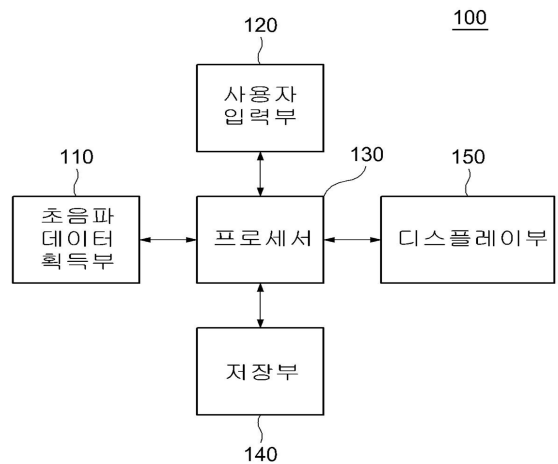 100
120
사용자
입력부
110
130
150
초음파
데이터
획득부
프로세서
디스플레이부
저장부
140